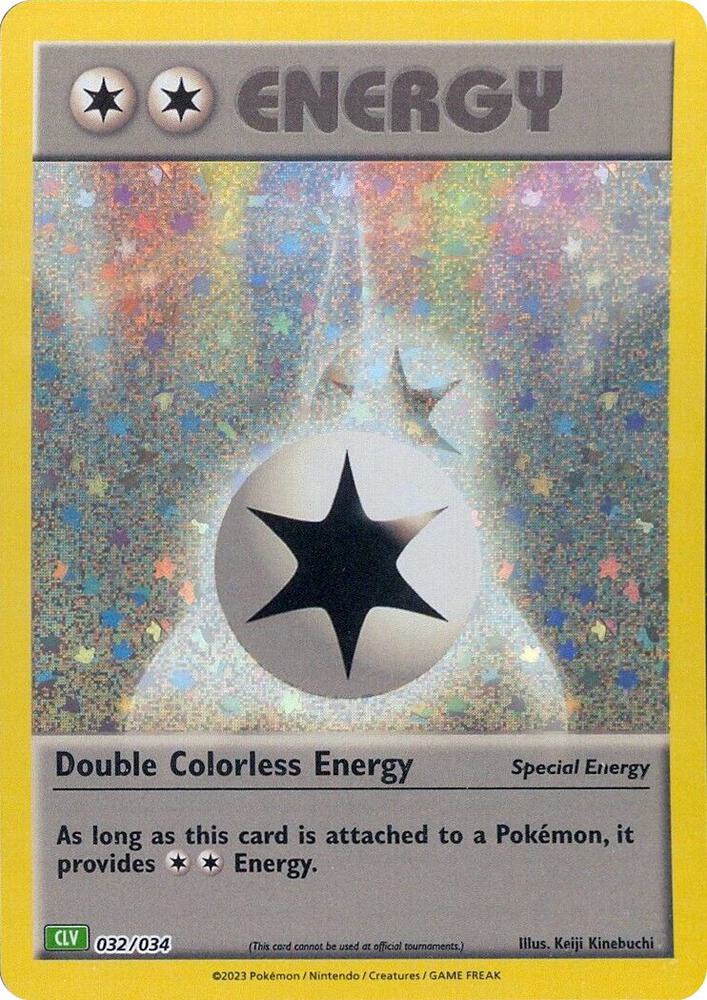 ENERGY
Double Colorless Energy
Special Energy
As long as this card is attached to a Pokémon, it
provides Energy.
CLV 032/034
(This card cannot be used at official tournaments.)
Illus. Keiji Kinebuchi
©2023 Pokémon / Nintendo / Creatures / GAME FREAK